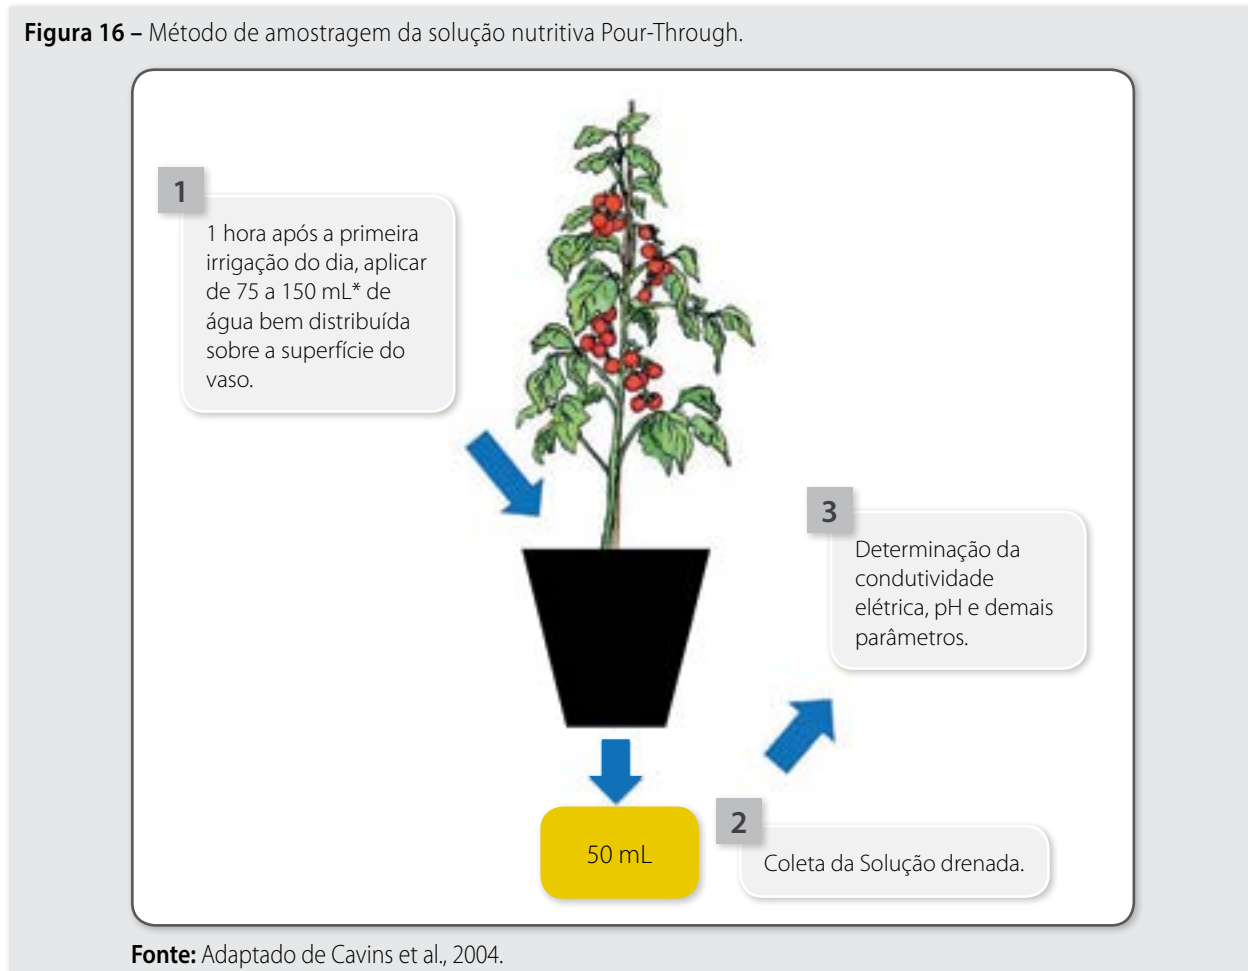 Figura 16 – Método de amostragem da solução nutritiva Pour-Through.
1
1 hora após a primeira
irrigação do dia, aplicar
de 75 a 150 mL* de
água bem distribuída
sobre a superfície do
vaso.
50 mL
2
Coleta da Solução drenada.
3
Determinação da
condutividade
elétrica, pH e demais
parâmetros.
Fonte: Adaptado de Cavins et al., 2004.